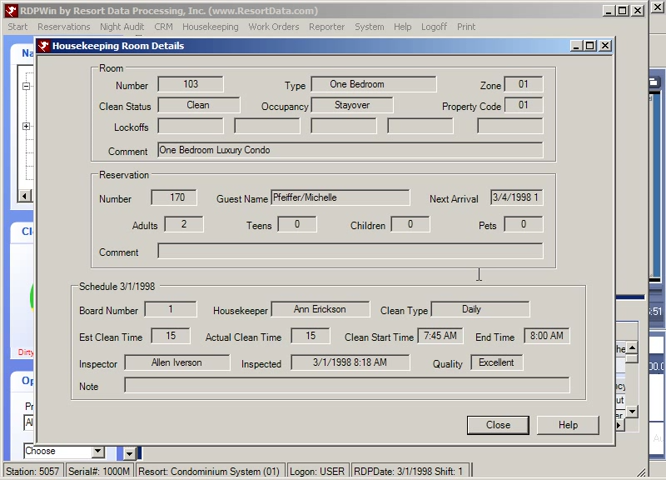 RDPWin by Resort Data Processing, Inc. (www.ResortData.com)
Start Reservations Night Audit CRM Housekeeping Work Orders Reporter System Help Logoff Print
Housekeeping Room Details
Room
Number 103 Type One Bedroom Zone 01
Clean Status Clean Occupancy Stayover Property Code 01
Lockoffs
Comment One Bedroom Luxury Condo
Reservation
Number 170 Guest Name Pfeiffer/Michelle Next Arrival 3/4/1998 1
Adults 2 Teens 0 Children 0 Pets 0
Comment
Schedule 3/1/1998
Board Number 1 Housekeeper Ann Erickson Clean Type Daily
Est Clean Time 15 Actual Clean Time 15 Clean Start Time 7:45 AM End Time 8:00 AM
Inspector Allen Iverson Inspected 3/1/1998 8:18 AM Quality Excellent
Note
Close Help
Choose
Station: 5057 Serial#: 1000M Resort: Condominium System (01) Logon: USER RDPDate: 3/1/1998 Shift: 1